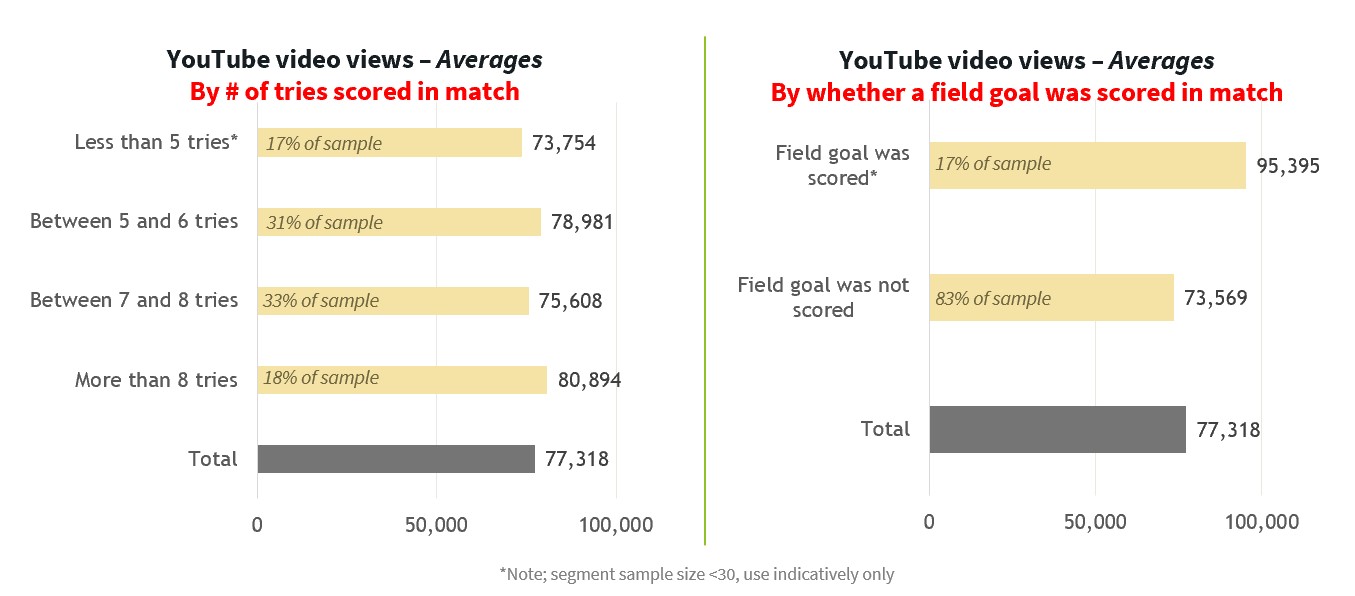 YouTube video views – Averages
By # of tries scored in match
Less than 5 tries*
17% of sample
73,754
Between 5 and 6 tries
31% of sample
78,981
Between 7 and 8 tries
33% of sample
75,608
More than 8 tries
18% of sample
80,894
Total
77,318
0
50,000
100,000
YouTube video views – Averages
By whether a field goal was scored in match
Field goal was
scored*
17% of sample
95,395
Field goal was not
scored
83% of sample
73,569
Total
77,318
0
50,000
100,000
*Note; segment sample size <30, use indicatively only